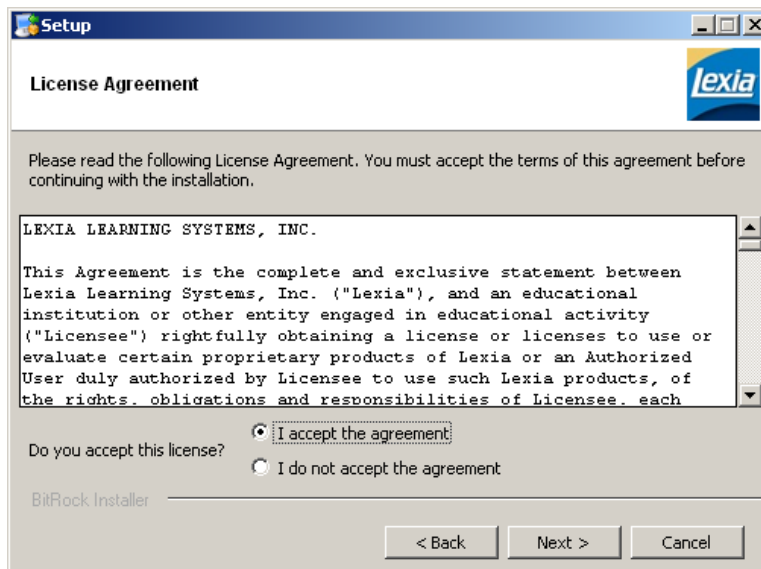 Setup
License Agreement
lexia
Please read the following License Agreement. You must accept the terms of this agreement before
continuing with the installation.
LEXIA LEARNING SYSTEMS, INC.
This Agreement is the complete and exclusive statement between
Lexia Learning Systems, Inc. ("Lexia"), and an educational
institution or other entity engaged in educational activity
("Licensee") rightfully obtaining a license or licenses to use or
evaluate certain proprietary products of Lexia or an Authorized
User duly authorized by Licensee to use such Lexia products, of
the rights, obligations and responsibilities of Licensee, each
Do you accept this license?
I accept the agreement
I do not accept the agreement
BitRock Installer
< Back
Next >
Cancel